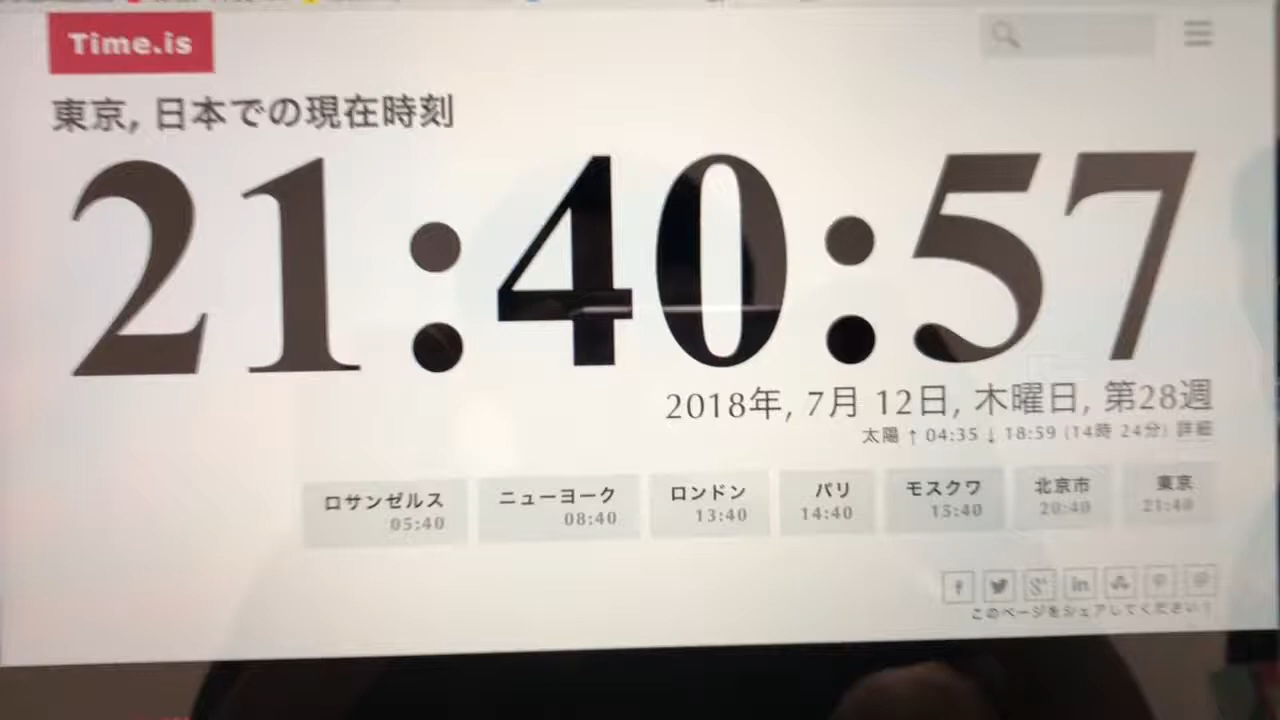 Time.is
東京, 日本での現在時刻
21:40:57
2018年, 7月 12日, 木曜日, 第28週
太陽 ↑ 04:35 ↓ 18:59 (14時 24分) 詳細
ロサンゼルス ニューヨーク ロンドン パリ モスクワ 北京市 東京
05:40 08:40 13:40 14:40 15:40 20:40 21:40
このページをシェアしてください!